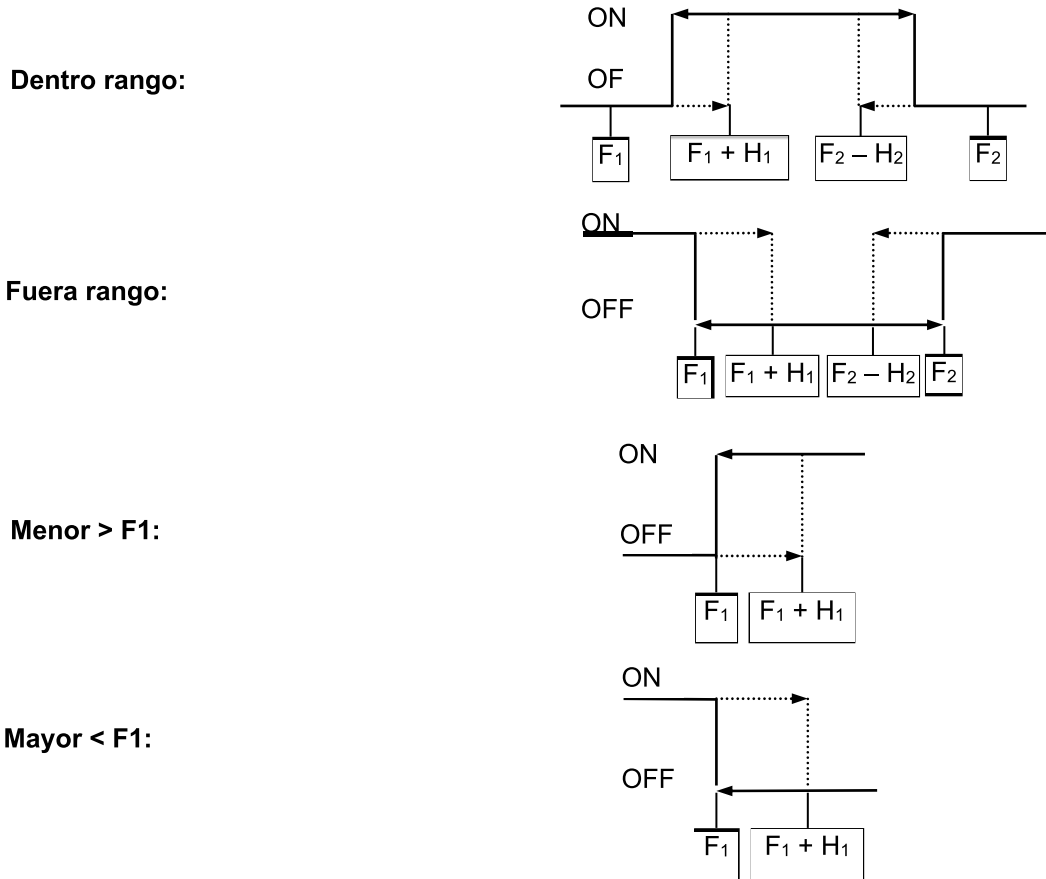 ON
Dentro rango:
OF
F₁ F₁ + H₁ F₂ – H₂ F₂
ON
Fuera rango:
OFF
F₁ F₁ + H₁ F₂ – H₂ F₂
ON
Menor > F1:
OFF
F₁ F₁ + H₁
ON
Mayor < F1:
OFF
F₁ F₁ + H₁